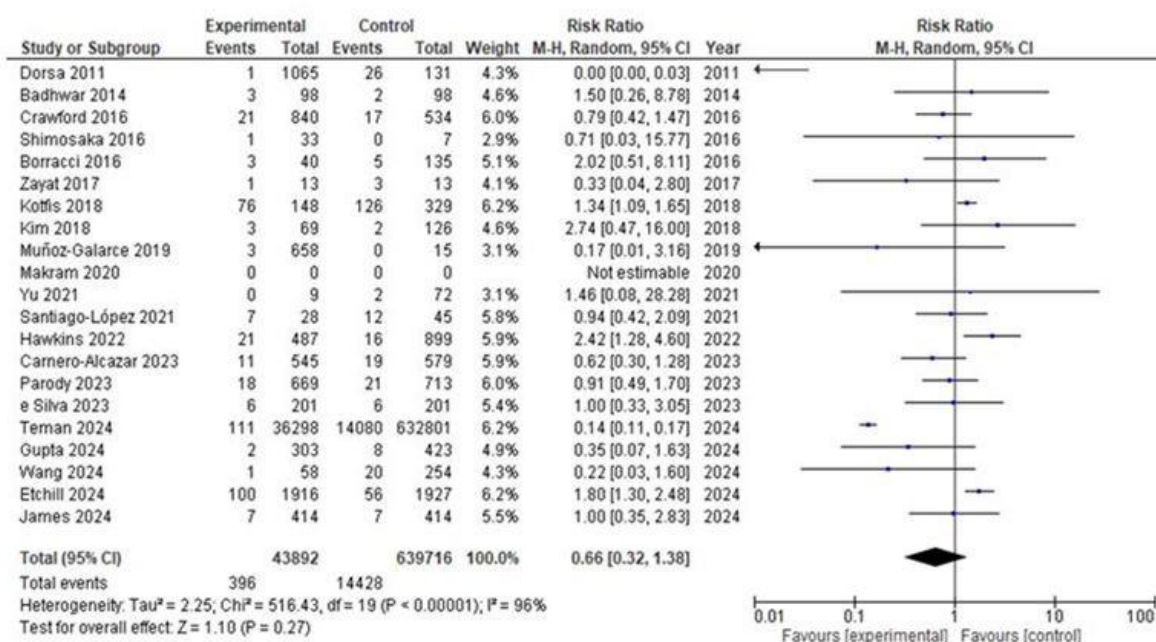 Experimental Control Risk Ratio Risk Ratio
Study or Subgroup Events Total Events Total Weight M-H, Random, 95% CI Year M-H, Random, 95% CI
Dorsa 2011 1 1065 26 131 4.3% 0.00 [0.00, 0.03] 2011
Badhwar 2014 3 98 2 98 4.6% 1.50 [0.26, 8.78] 2014
Crawford 2016 21 840 17 534 6.0% 0.79 [0.42, 1.47] 2016
Shimosaka 2016 1 33 0 7 2.9% 0.71 [0.03, 15.77] 2016
Borracci 2016 3 40 5 135 5.1% 2.02 [0.51, 8.11] 2016
Zayat 2017 1 13 3 13 4.1% 0.33 [0.04, 2.80] 2017
Kotfis 2018 76 148 126 329 6.2% 1.34 [1.09, 1.65] 2018
Kim 2018 3 69 2 126 4.6% 2.74 [0.47, 16.00] 2018
Muñoz-Galarce 2019 3 658 0 15 3.1% 0.17 [0.01, 3.16] 2019
Makram 2020 0 0 0 0 Not estimable 2020
Yu 2021 0 9 2 72 3.1% 1.46 [0.08, 28.28] 2021
Santiago-López 2021 7 28 12 45 5.8% 0.94 [0.42, 2.09] 2021
Hawkins 2022 21 487 16 899 5.9% 2.42 [1.28, 4.60] 2022
Carnero-Alcazar 2023 11 545 19 579 5.9% 0.62 [0.30, 1.28] 2023
Parody 2023 18 669 21 713 6.0% 0.91 [0.49, 1.70] 2023
e Silva 2023 6 201 6 201 5.4% 1.00 [0.33, 3.05] 2023
Teman 2024 111 36298 14080 632801 6.2% 0.14 [0.11, 0.17] 2024
Gupta 2024 2 303 8 423 4.9% 0.35 [0.07, 1.63] 2024
Wang 2024 1 58 20 254 4.3% 0.22 [0.03, 1.60] 2024
Etchill 2024 100 1916 56 1927 6.2% 1.80 [1.30, 2.48] 2024
James 2024 7 414 7 414 5.5% 1.00 [0.35, 2.83] 2024
Total (95% CI) 43892 639716 100.0% 0.66 [0.32, 1.38]
Total events 396 14428
Heterogeneity: Tau² = 2.25; Chi² = 516.43, df = 19 (P < 0.00001); I² = 96%
Test for overall effect: Z = 1.10 (P = 0.27)
0.01 0.1 1 10 100
Favours [experimental] Favours [control]